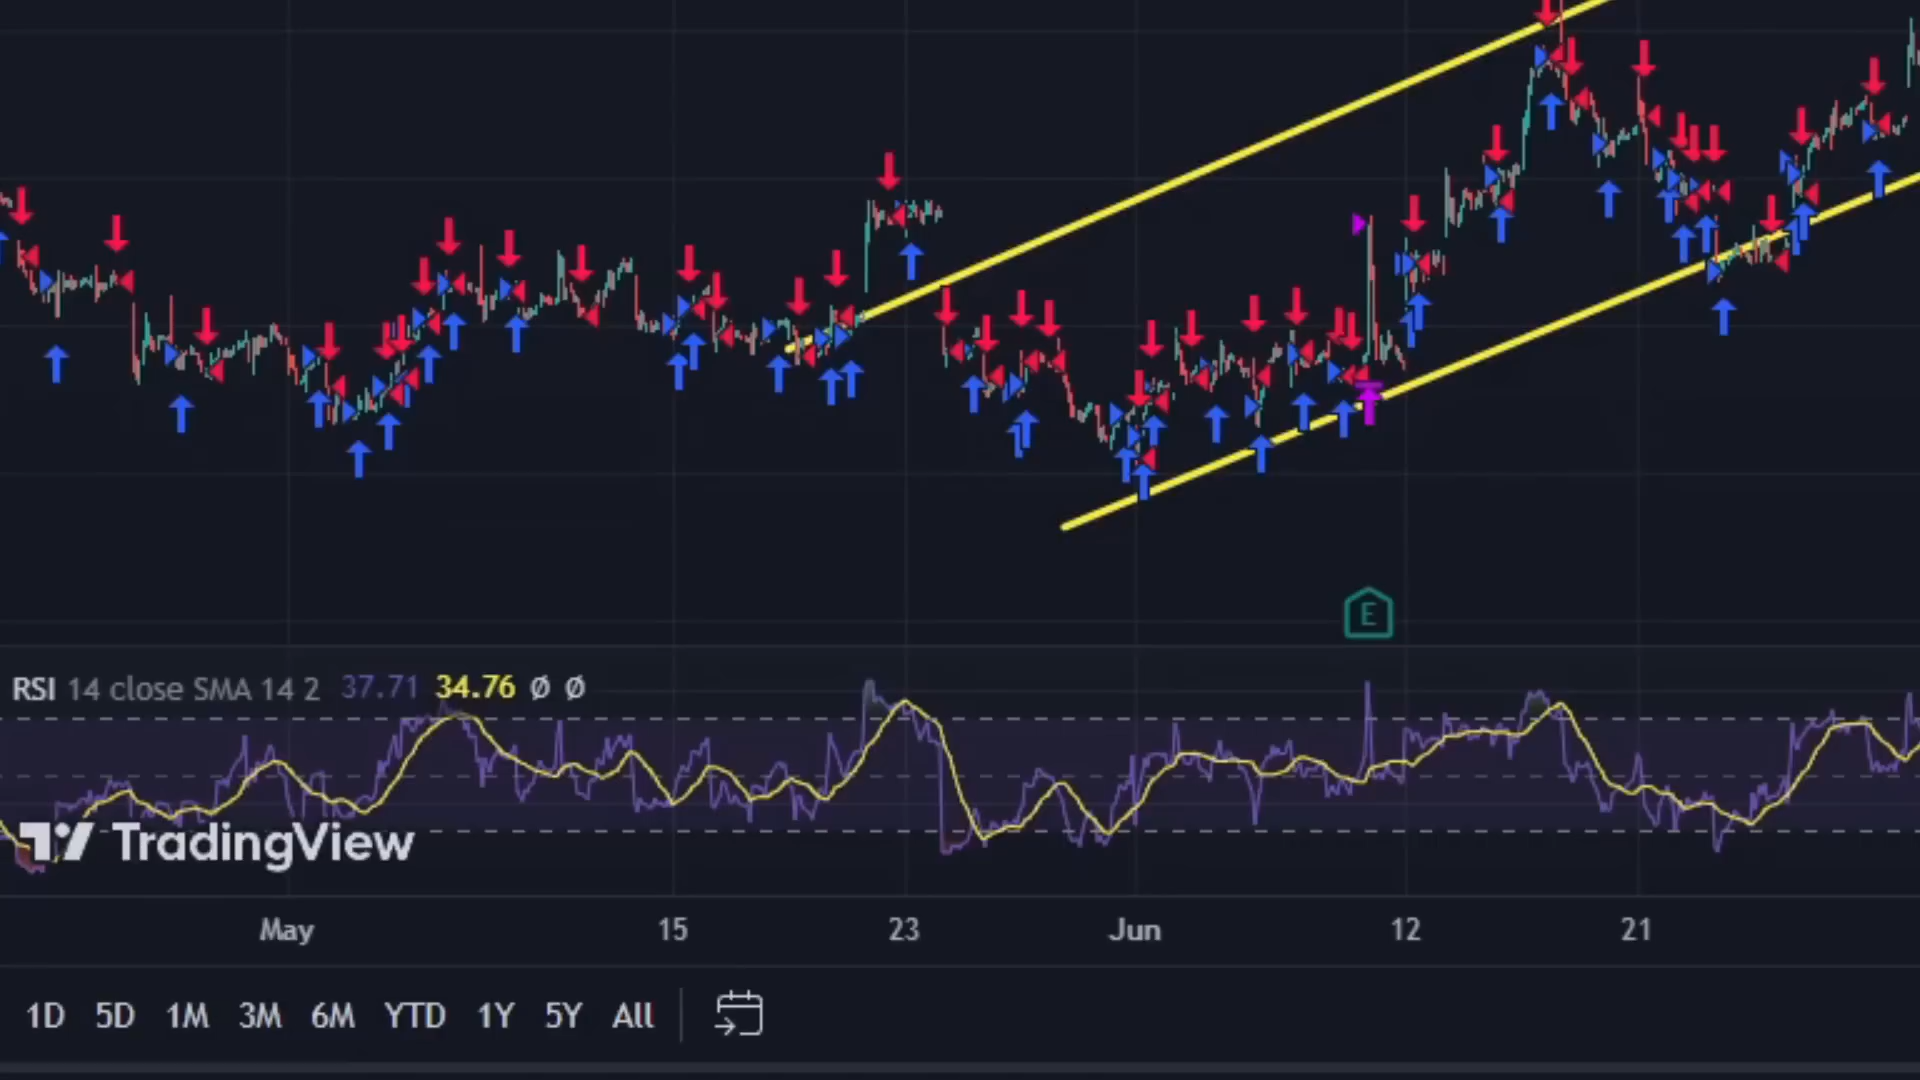 E
RSI 14 close SMA 14 2 37.71 34.76 Ø Ø
TradingView
May 15 23 Jun 12 21
1D 5D 1M 3M 6M YTD 1Y 5Y All